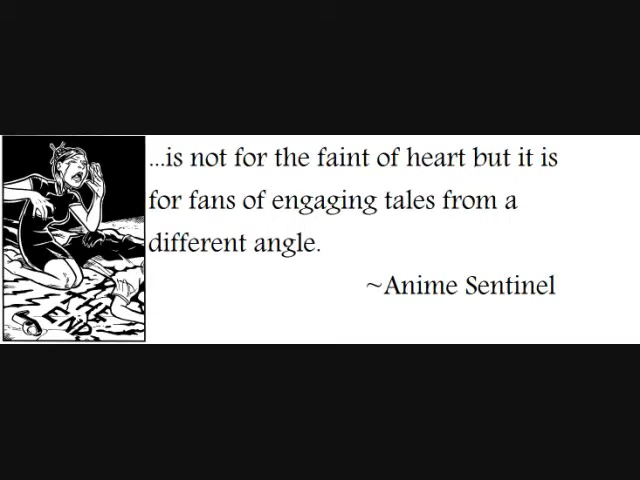 ...is not for the faint of heart but it is
for fans of engaging tales from a
different angle.
~Anime Sentinel
THE
END